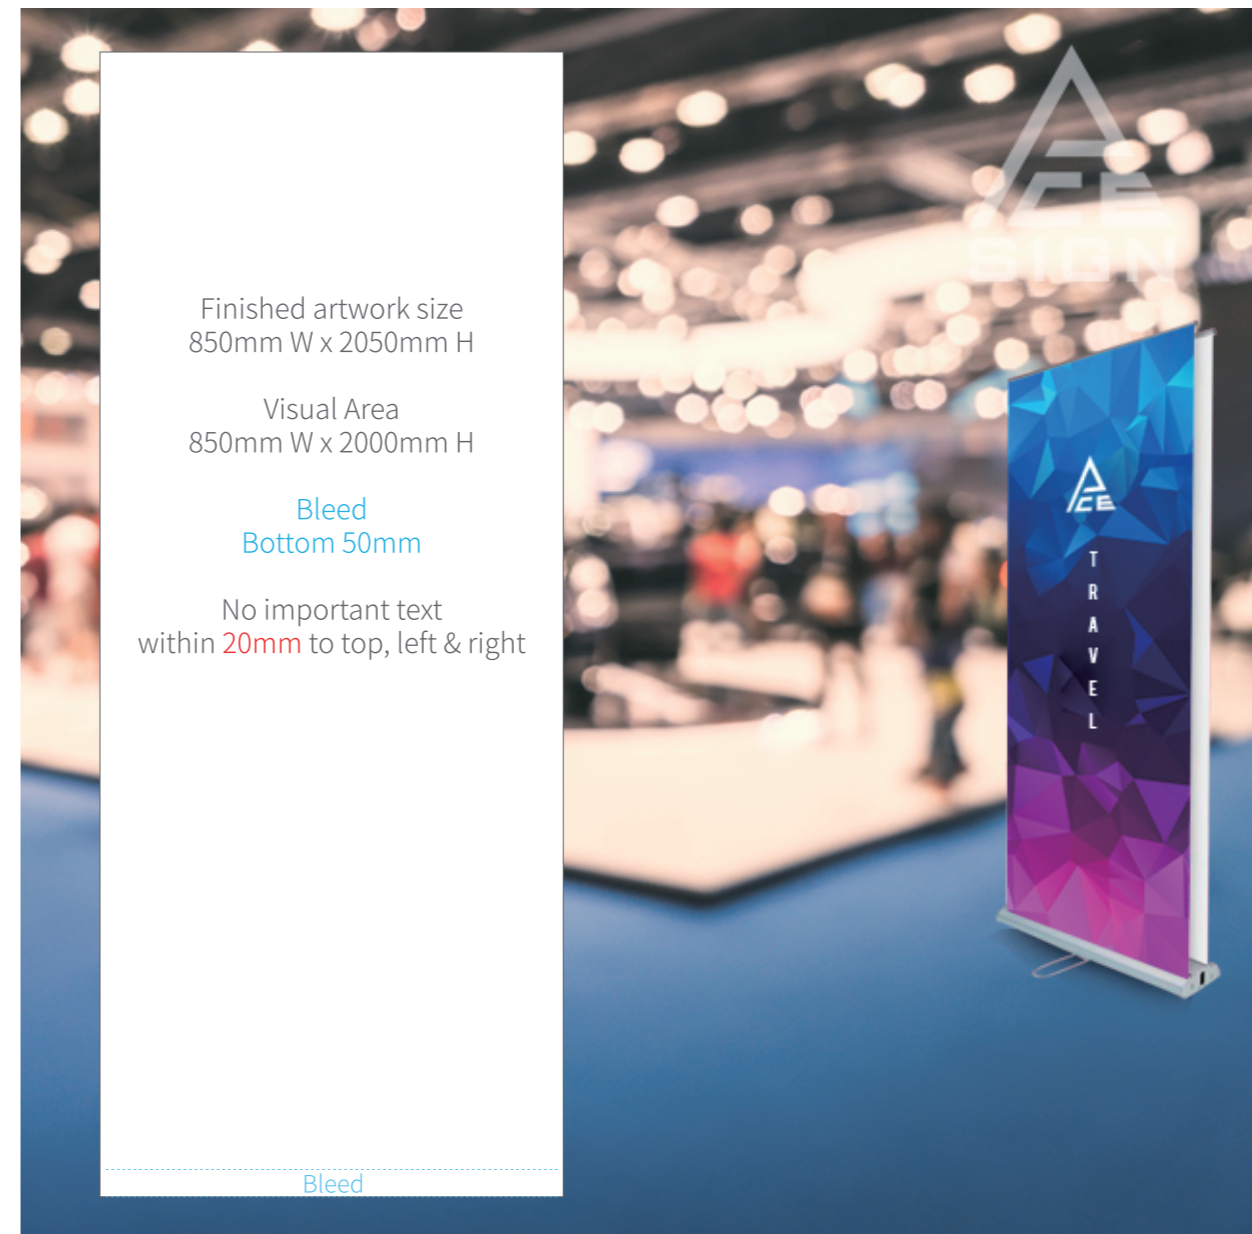 Finished artwork size
850mm W x 2050mm H
Visual Area
850mm W x 2000mm H
Bleed
Bottom 50mm
No important text
within 20mm to top, left & right
Bleed
ACE
SIGN
ACE
TRAVEL